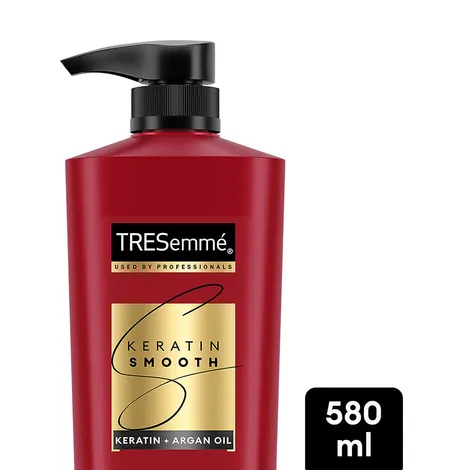 TRESemmé®
USED BY PROFESSIONALS
KERATIN
SMOOTH
KERATIN + ARGAN OIL
580
ml